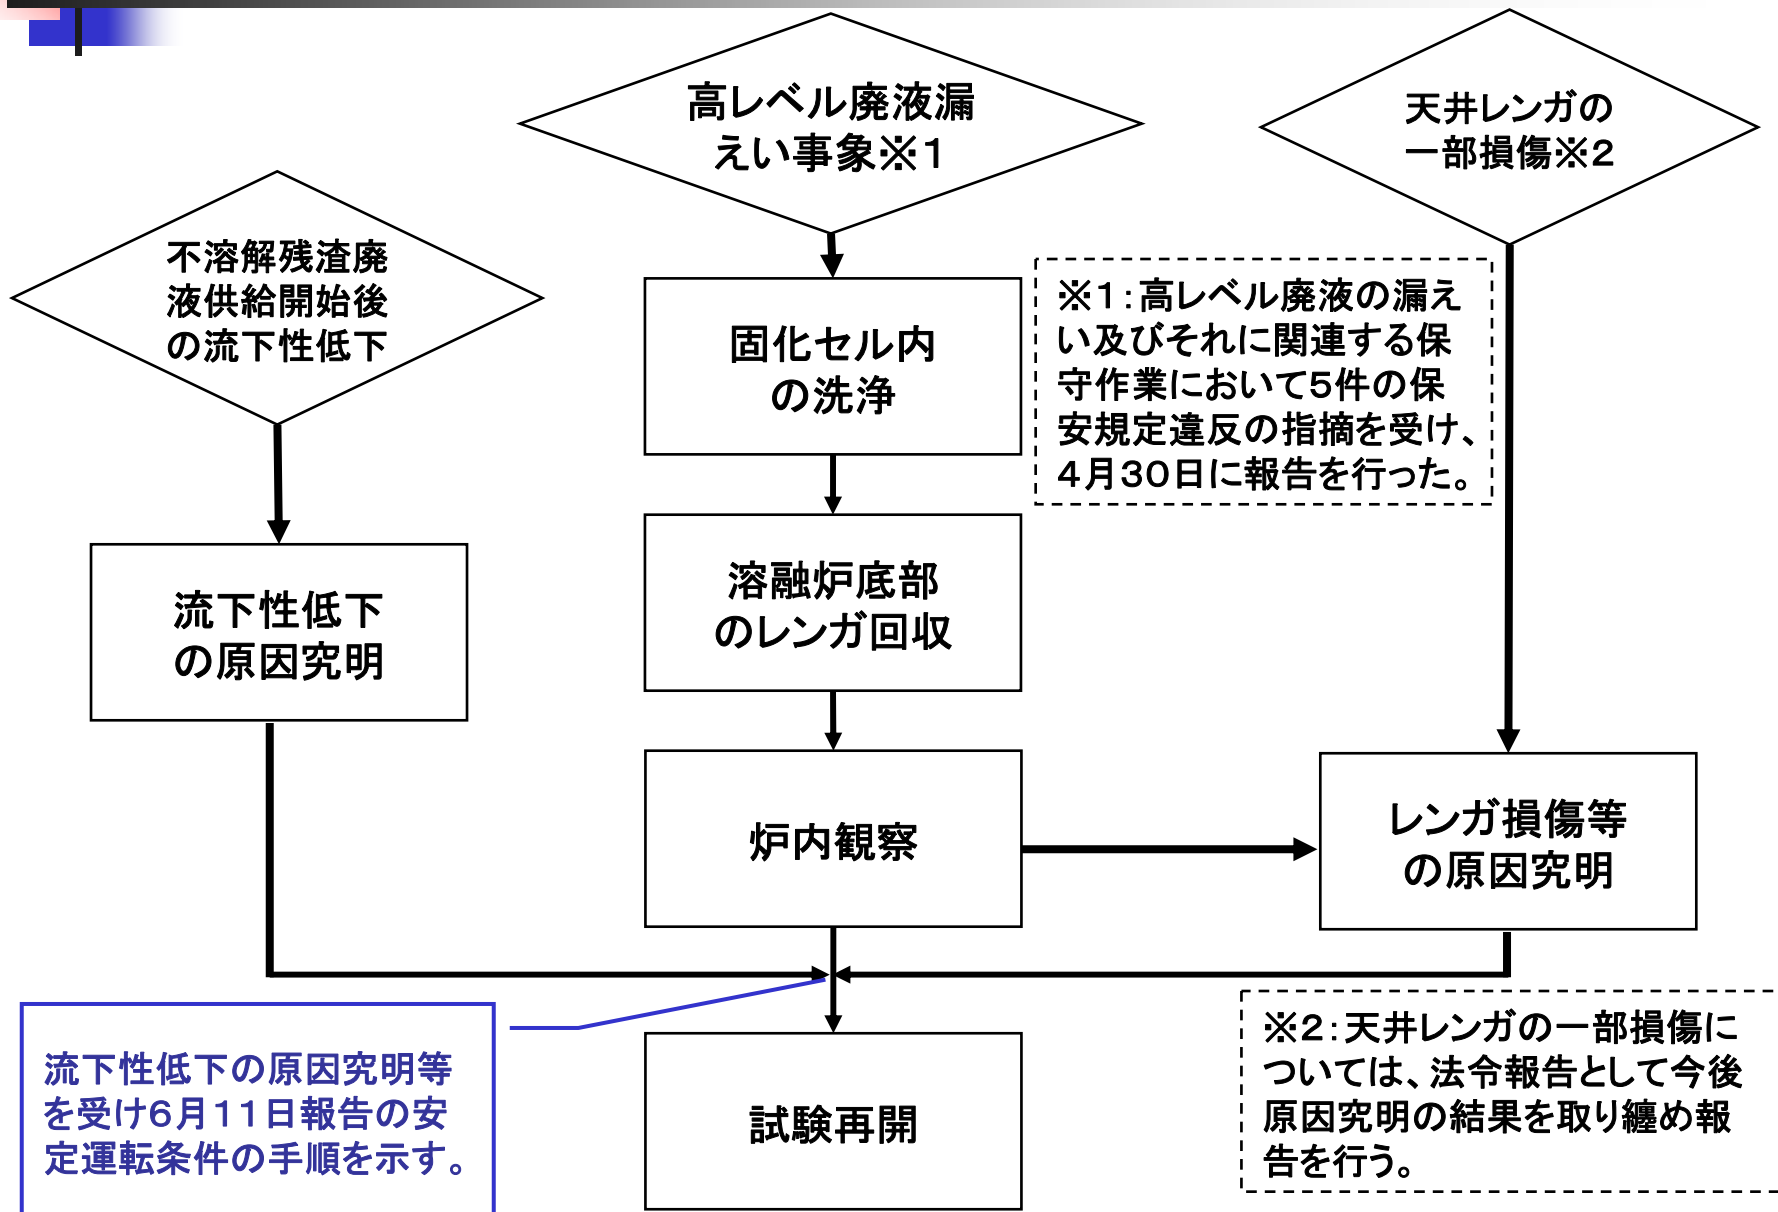 高レベル廃液漏
えい事象※１
天井レンガの
一部損傷※２
不溶解残渣廃
液供給開始後
の流下性低下
固化セル内
の洗浄
※１：高レベル廃液の漏え
い及びそれに関連する保
守作業において５件の保
安規定違反の指摘を受け、
４月３０日に報告を行った。
流下性低下
の原因究明
溶融炉底部
のレンガ回収
炉内観察
レンガ損傷等
の原因究明
流下性低下の原因究明等
を受け６月１１日報告の安
定運転条件の手順を示す。
試験再開
※２：天井レンガの一部損傷に
ついては、法令報告として今後
原因究明の結果を取り纏め報
告を行う。